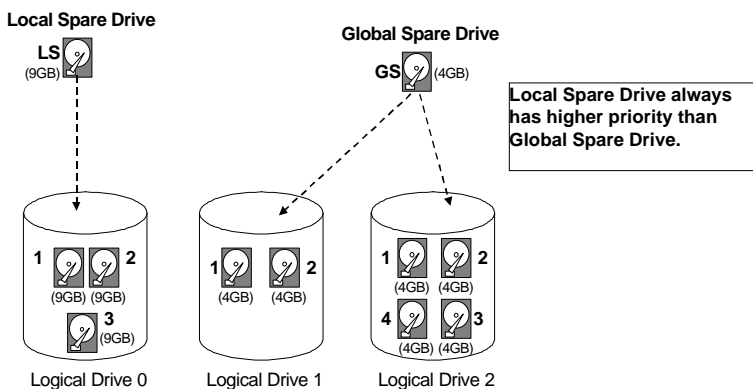 Local Spare Drive
LS
(9GB)
Global Spare Drive
GS
(4GB)
Local Spare Drive always
has higher priority than
Global Spare Drive.
1
2
(9GB) (9GB)
3
(9GB)
Logical Drive 0
1
2
(4GB) (4GB)
Logical Drive 1
1
2
(4GB) (4GB)
4
3
(4GB) (4GB)
Logical Drive 2